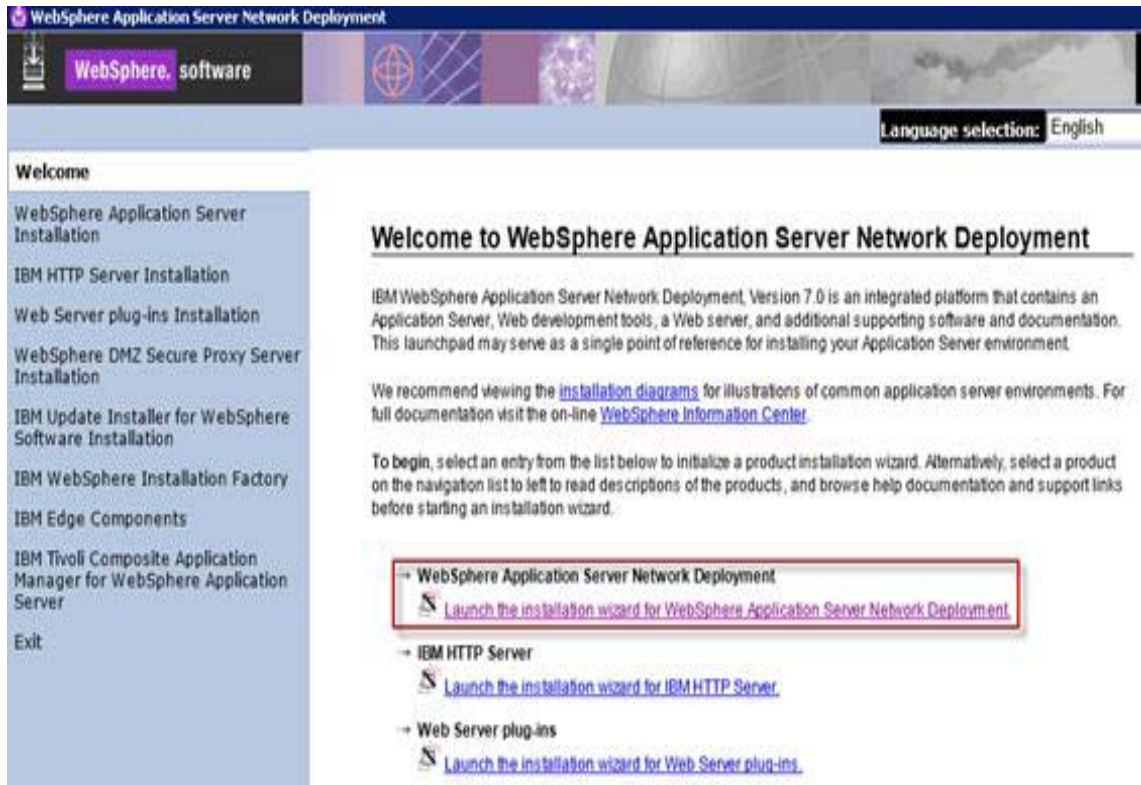 WebSphere Application Server Network Deployment
WebSphere. software
Language selection: English
Welcome
WebSphere Application Server
Installation
IBM HTTP Server Installation
Web Server plug-ins Installation
WebSphere DMZ Secure Proxy Server
Installation
IBM Update Installer for WebSphere
Software Installation
IBM WebSphere Installation Factory
IBM Edge Components
IBM Tivoli Composite Application
Manager for WebSphere Application
Server
Exit
Welcome to WebSphere Application Server Network Deployment
IBM WebSphere Application Server Network Deployment, Version 7.0 is an integrated platform that contains an
Application Server, Web development tools, a Web server, and additional supporting software and documentation.
This launchpad may serve as a single point of reference for installing your Application Server environment.
We recommend viewing the installation diagrams for illustrations of common application server environments. For
full documentation visit the on-line WebSphere Information Center.
To begin, select an entry from the list below to initialize a product installation wizard. Alternatively, select a product
on the navigation list to left to read descriptions of the products, and browse help documentation and support links
before starting an installation wizard.
→ WebSphere Application Server Network Deployment
Launch the installation wizard for WebSphere Application Server Network Deployment.
→ IBM HTTP Server
Launch the installation wizard for IBM HTTP Server.
→ Web Server plug-ins
Launch the installation wizard for Web Server plug-ins.